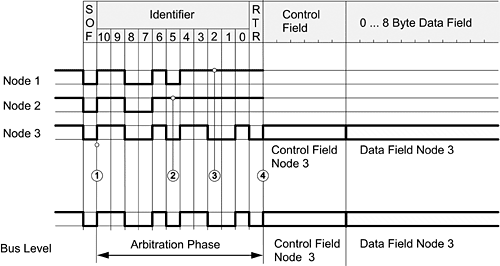 SOF
Identifier
RTR
Control Field
0 ... 8 Byte Data Field
10 9 8 7 6 5 4 3 2 1 0
Node 1
Node 2
Node 3
Control Field
Node 3
Data Field Node 3
1 2 3 4
Bus Level
Arbitration Phase
Control Field
Node 3
Data Field Node 3